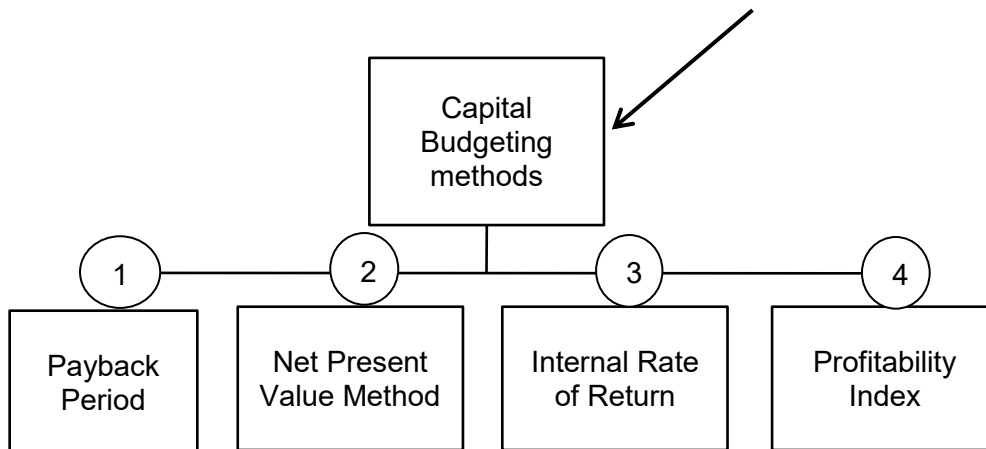 Capital
Budgeting
methods
1
2
3
4
Payback
Period
Net Present
Value Method
Internal Rate
of Return
Profitability
Index